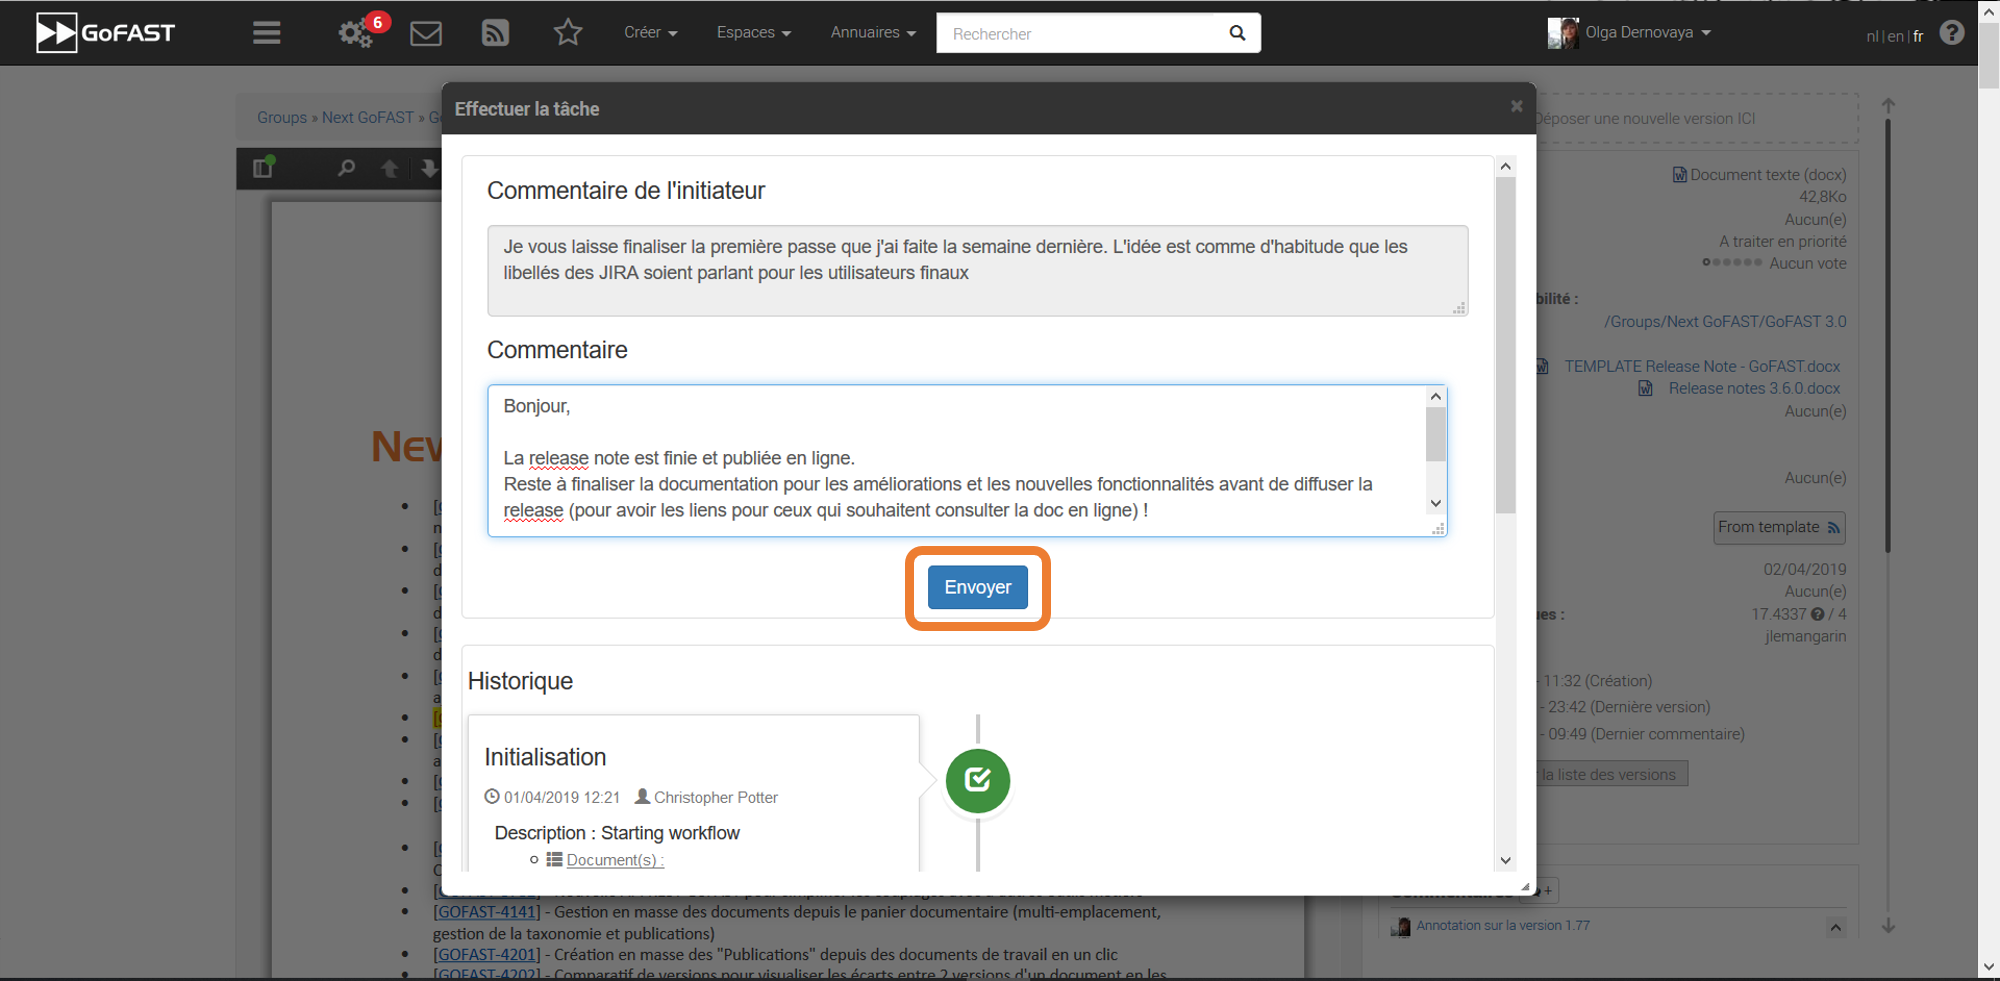 GoFAST
6
Créer
Espaces
Annuaires
Rechercher
Olga Dernovaya
nl | en | fr
?
Groups » Next GoFAST »
Effectuer la tâche
×
Commentaire de l'initiateur
Je vous laisse finaliser la première passe que j'ai faite la semaine dernière. L'idée est comme d'habitude que les
libellés des JIRA soient parlant pour les utilisateurs finaux
Commentaire
Bonjour,
La release note est finie et publiée en ligne.
Reste à finaliser la documentation pour les améliorations et les nouvelles fonctionnalités avant de diffuser la
release (pour avoir les liens pour ceux qui souhaitent consulter la doc en ligne) !
Envoyer
Historique
Initialisation
01/04/2019 12:21 Christopher Potter
Description : Starting workflow
Document(s) :
Déposer une nouvelle version ICI
Document texte (docx)
42,8Ko
Aucun(e)
A traiter en priorité
Aucun vote
bilité :
/Groups/Next GoFAST/GoFAST 3.0
TEMPLATE Release Note - GoFAST.docx
Release notes 3.6.0.docx
Aucun(e)
Aucun(e)
From template
02/04/2019
Aucun(e)
ues : 17.4337 ? / 4
jlemangarin
- 11:32 (Création)
- 23:42 (Dernière version)
- 09:49 (Dernier commentaire)
la liste des versions
Annotation sur la version 1.77
[GOFAST-4141] - Gestion en masse des documents depuis le panier documentaire (multi-emplacement,
gestion de la taxonomie et publications)
[GOFAST-4201] - Création en masse des "Publications" depuis des documents de travail en un clic
[GOFAST-4202] - Comparatif de versions pour visualiser les écarts entre 2 versions d'un document en les